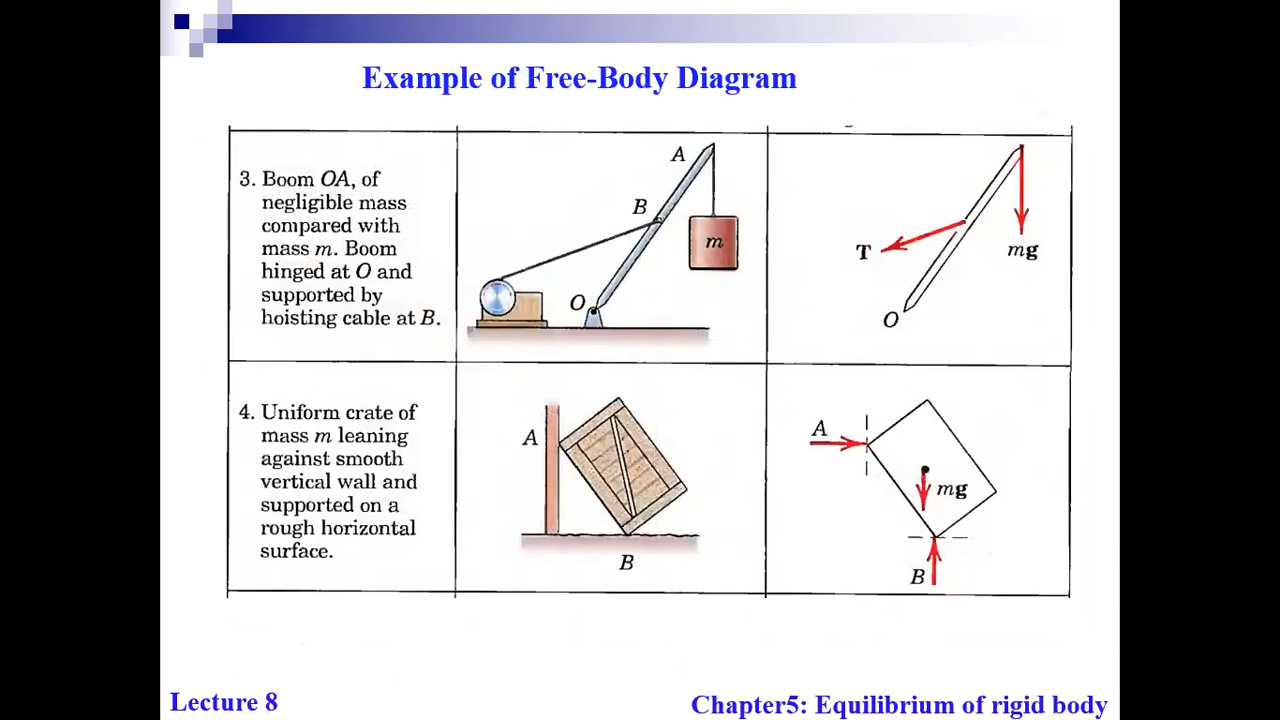 Example of Free-Body Diagram
3. Boom OA, of
negligible mass
compared with
mass m. Boom
hinged at O and
supported by
hoisting cable at B.
A
B
m
O
T
mg
O
4. Uniform crate of
mass m leaning
against smooth
vertical wall and
supported on a
rough horizontal
surface.
A
B
A
mg
B
Lecture 8
Chapter5: Equilibrium of rigid body